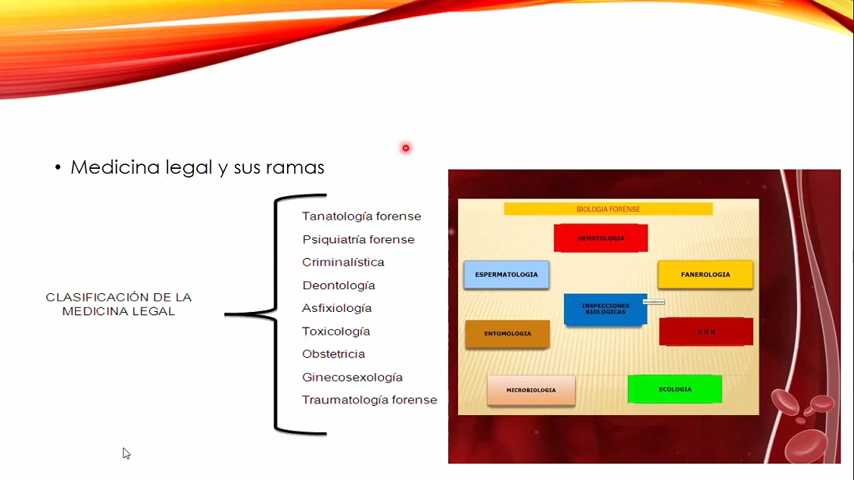 • Medicina legal y sus ramas
CLASIFICACIÓN DE LA
MEDICINA LEGAL
Tanatología forense
Psiquiatría forense
Criminalística
Deontología
Asfixiología
Toxicología
Obstetricia
Ginecosexología
Traumatología forense
BIOLOGIA FORENSE
HEMATOLOGIA
ESPERMATOLOGIA
FANEROLOGIA
INSPECCIONES
BIOLOGICAS
ENTOMOLOGIA
A D N
MICROBIOLOGIA
ECOLOGIA